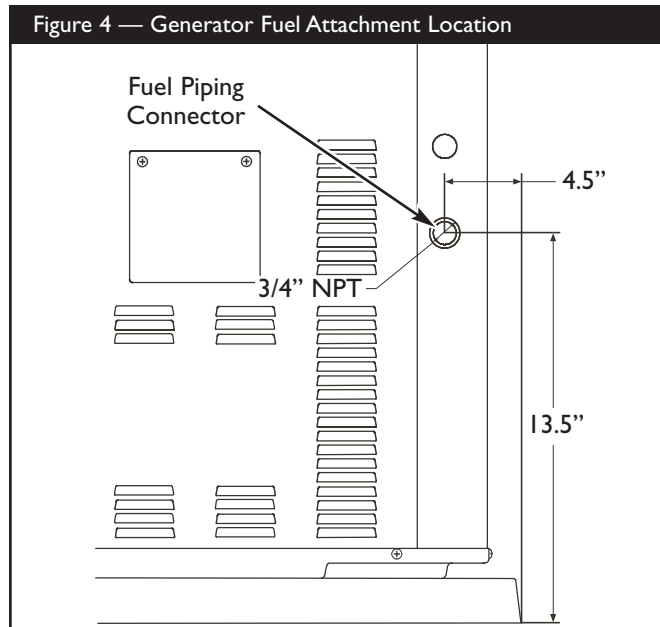 Figure 4 — Generator Fuel Attachment Location
Fuel Piping
Connector
4.5”
3/4” NPT
13.5”